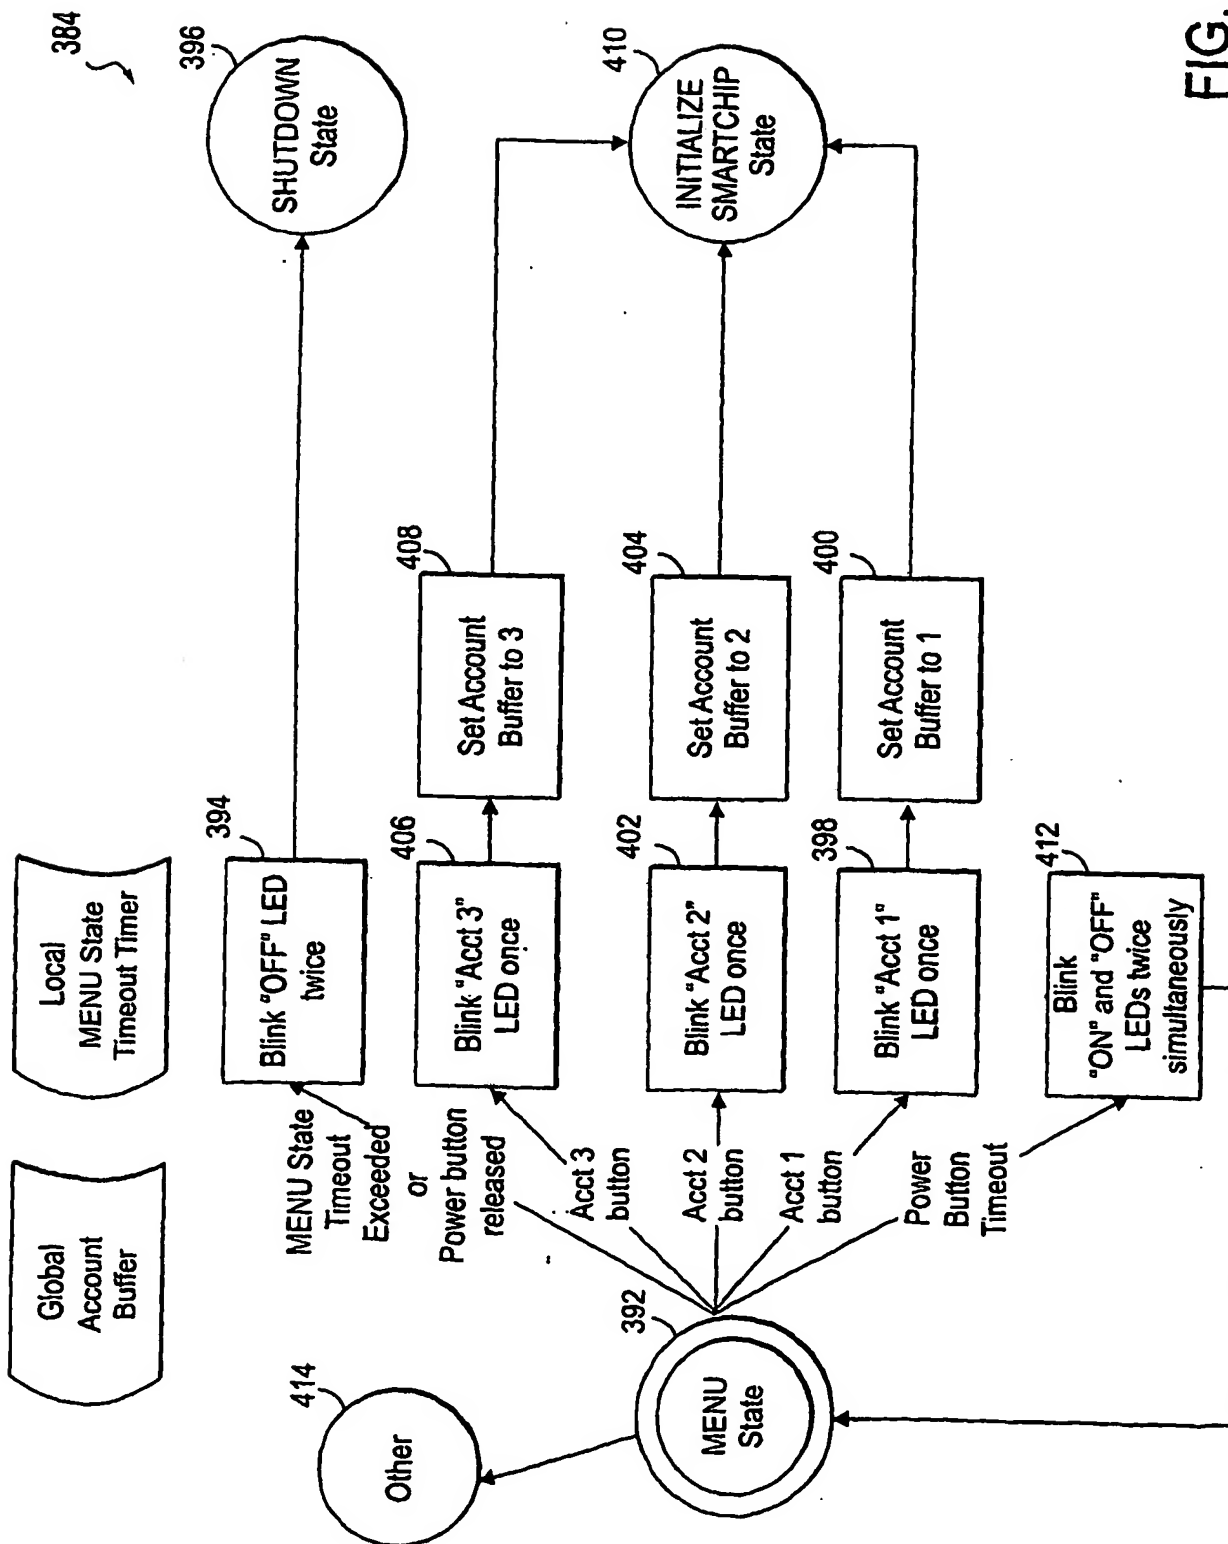 384
Global
Account
Buffer
Local
MENU State
Timeout Timer
MENU State
Timeout
Exceeded
or
Power button
released
394
Blink "OFF" LED
twice
396
SHUTDOWN
State
414
Other
Acct 3
button
406
Blink "Acct 3"
LED once
408
Set Account
Buffer to 3
392
MENU
State
Acct 2
button
402
Blink "Acct 2"
LED once
404
Set Account
Buffer to 2
410
INITIALIZE
SMARTCHIP
State
Acct 1
button
398
Blink "Acct 1"
LED once
400
Set Account
Buffer to 1
Power
Button
Timeout
412
Blink
"ON" and "OFF"
LEDs twice
simultaneously
FIG.